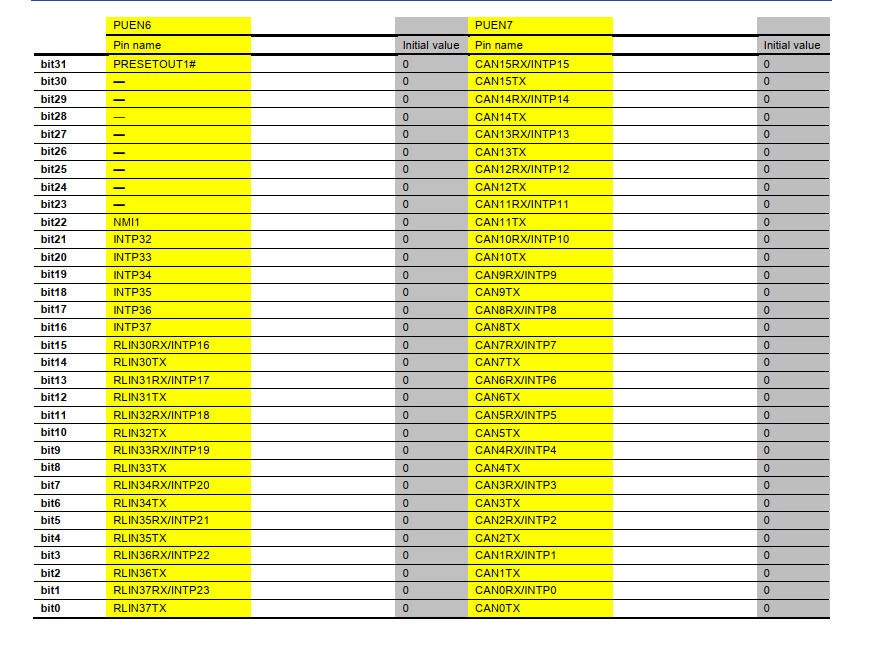 PUEN6 PUEN7
Pin name Initial value Pin name Initial value
bit31 PRESETOUT1# 0 CAN15RX/INTP15 0
bit30 — 0 CAN15TX 0
bit29 — 0 CAN14RX/INTP14 0
bit28 — 0 CAN14TX 0
bit27 — 0 CAN13RX/INTP13 0
bit26 — 0 CAN13TX 0
bit25 — 0 CAN12RX/INTP12 0
bit24 — 0 CAN12TX 0
bit23 — 0 CAN11RX/INTP11 0
bit22 NMI1 0 CAN11TX 0
bit21 INTP32 0 CAN10RX/INTP10 0
bit20 INTP33 0 CAN10TX 0
bit19 INTP34 0 CAN9RX/INTP9 0
bit18 INTP35 0 CAN9TX 0
bit17 INTP36 0 CAN8RX/INTP8 0
bit16 INTP37 0 CAN8TX 0
bit15 RLIN30RX/INTP16 0 CAN7RX/INTP7 0
bit14 RLIN30TX 0 CAN7TX 0
bit13 RLIN31RX/INTP17 0 CAN6RX/INTP6 0
bit12 RLIN31TX 0 CAN6TX 0
bit11 RLIN32RX/INTP18 0 CAN5RX/INTP5 0
bit10 RLIN32TX 0 CAN5TX 0
bit9 RLIN33RX/INTP19 0 CAN4RX/INTP4 0
bit8 RLIN33TX 0 CAN4TX 0
bit7 RLIN34RX/INTP20 0 CAN3RX/INTP3 0
bit6 RLIN34TX 0 CAN3TX 0
bit5 RLIN35RX/INTP21 0 CAN2RX/INTP2 0
bit4 RLIN35TX 0 CAN2TX 0
bit3 RLIN36RX/INTP22 0 CAN1RX/INTP1 0
bit2 RLIN36TX 0 CAN1TX 0
bit1 RLIN37RX/INTP23 0 CAN0RX/INTP0 0
bit0 RLIN37TX 0 CAN0TX 0